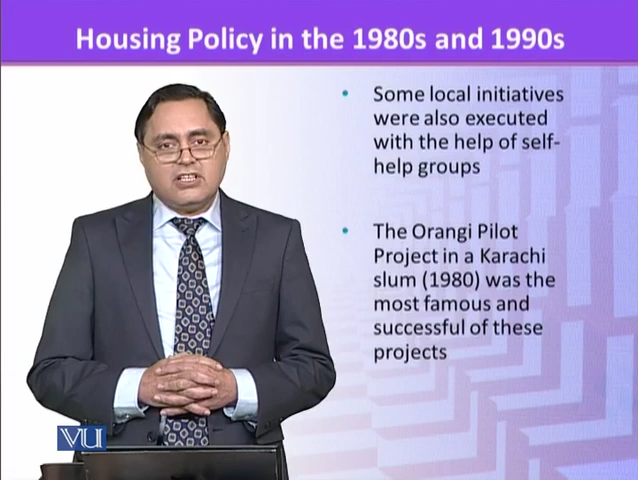 Housing Policy in the 1980s and 1990s
• Some local initiatives
were also executed
with the help of self-
help groups
• The Orangi Pilot
Project in a Karachi
slum (1980) was the
most famous and
successful of these
projects
VU